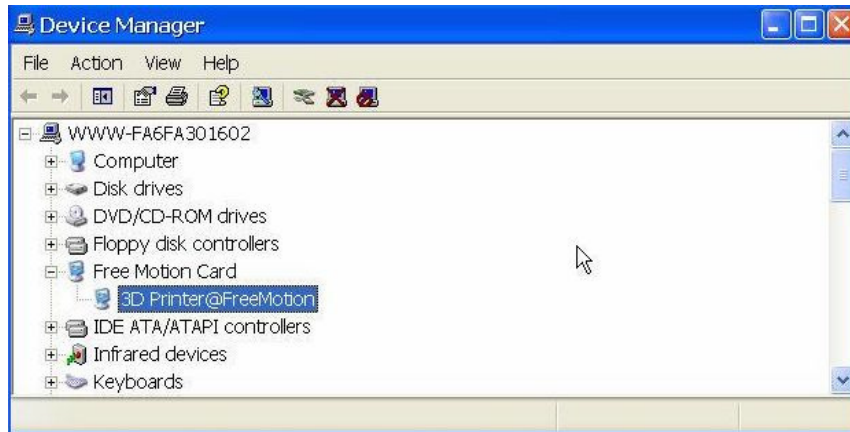 Device Manager
File Action View Help
WWW-FA6FA301602
Computer
Disk drives
DVD/CD-ROM drives
Floppy disk controllers
Free Motion Card
3D Printer@FreeMotion
IDE ATA/ATAPI controllers
Infrared devices
Keyboards